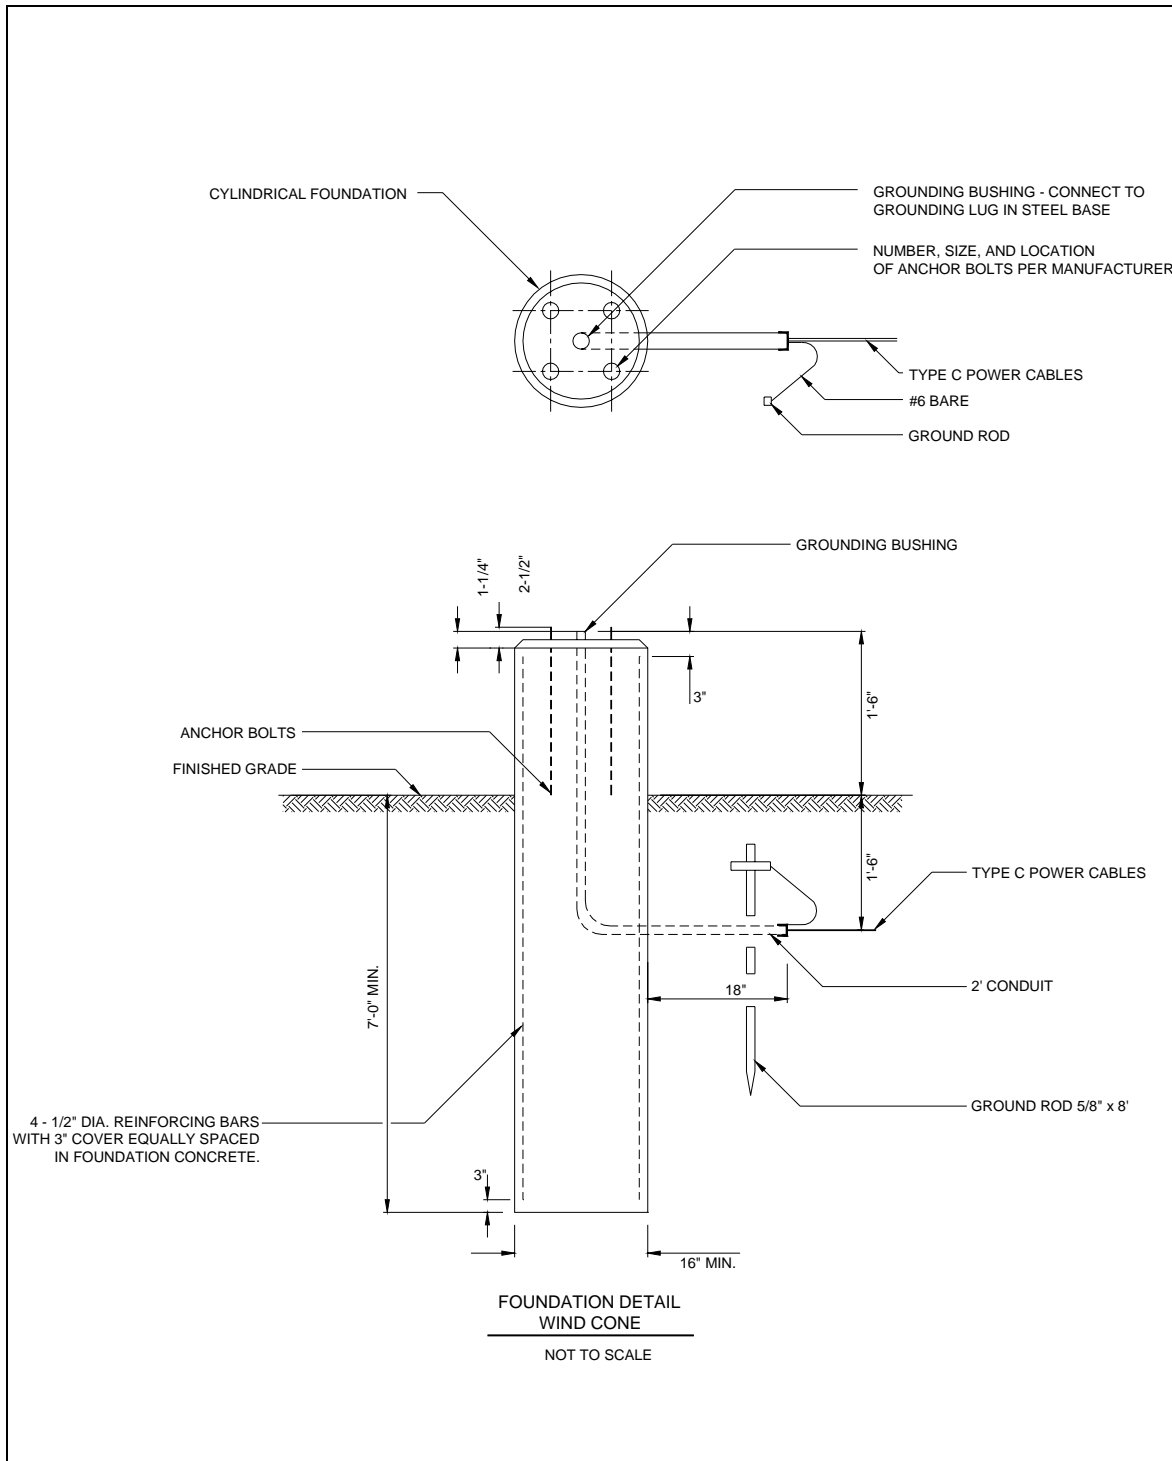 CYLINDRICAL FOUNDATION
GROUNDING BUSHING - CONNECT TO
GROUNDING LUG IN STEEL BASE
NUMBER, SIZE, AND LOCATION
OF ANCHOR BOLTS PER MANUFACTURER
TYPE C POWER CABLES
#6 BARE
GROUND ROD
GROUNDING BUSHING
1-1/4"
2-1/2"
3"
1'-6"
ANCHOR BOLTS
FINISHED GRADE
1'-6"
TYPE C POWER CABLES
7'-0" MIN.
18"
2' CONDUIT
GROUND ROD 5/8" x 8'
4 - 1/2" DIA. REINFORCING BARS
WITH 3" COVER EQUALLY SPACED
IN FOUNDATION CONCRETE.
3"
16" MIN.
FOUNDATION DETAIL
WIND CONE
NOT TO SCALE